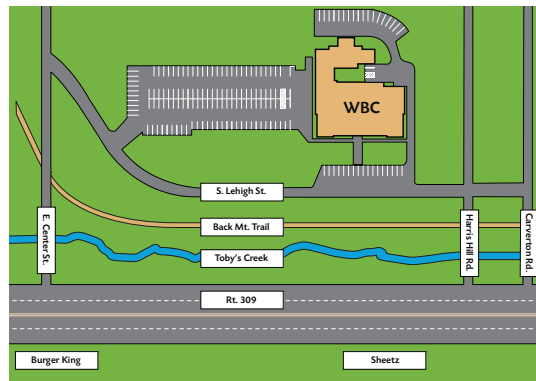 WBC
S. Lehigh St.
Back Mt. Trail
E. Center St.
Harris Hill Rd.
Carverton Rd.
Toby's Creek
Rt. 309
Burger King
Sheetz